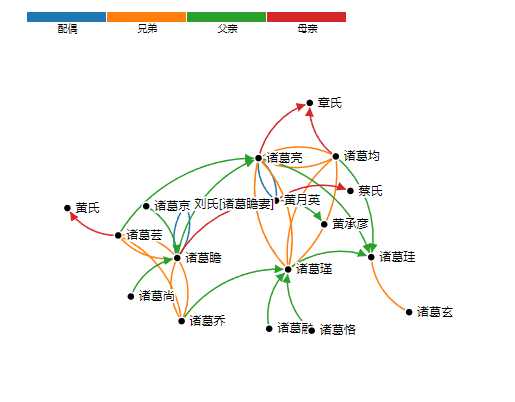 配偶 兄弟 父亲 母亲
章氏
诸葛亮 诸葛均
蔡氏
黄氏 诸葛京 刘氏[诸葛瞻妻] 黄月英
黄承彦
诸葛芸
诸葛瞻 诸葛珪
诸葛瑾
诸葛尚
诸葛玄
诸葛乔
诸葛融 诸葛恪